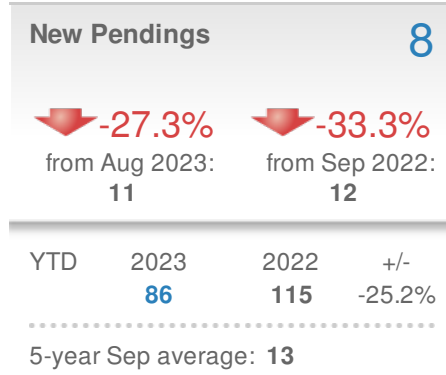 New Pendings 8
-27.3% -33.3%
from Aug 2023: from Sep 2022:
11 12
YTD 2023 2022 +/-
86 115 -25.2%
5-year Sep average: 13